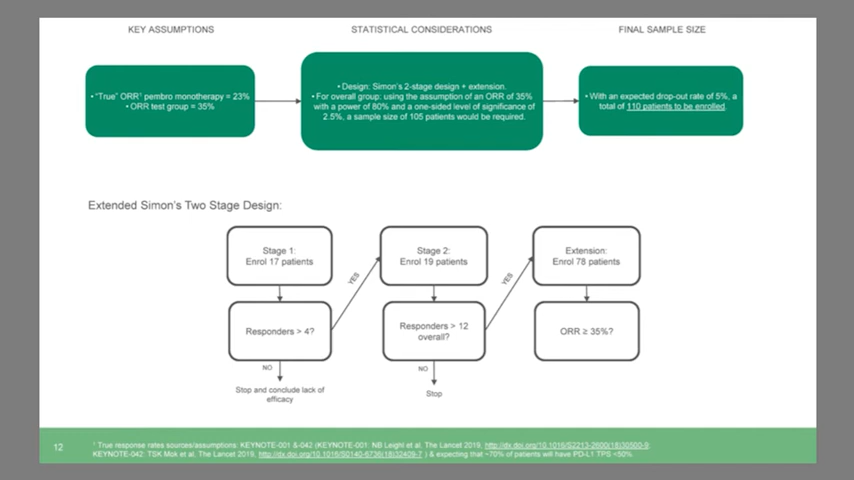 KEY ASSUMPTIONS
STATISTICAL CONSIDERATIONS
FINAL SAMPLE SIZE
• "True" ORR¹ pembro monotherapy = 23%
• ORR test group = 35%
• Design: Simon's 2-stage design + extension.
• For overall group: using the assumption of an ORR of 35%
with a power of 80% and a one-sided level of significance of
2.5%, a sample size of 105 patients would be required.
• With an expected drop-out rate of 5%, a
total of 110 patients to be enrolled.
Extended Simon's Two Stage Design:
Stage 1:
Enrol 17 patients
Stage 2:
Enrol 19 patients
Extension:
Enrol 78 patients
YES
YES
Responders > 4?
Responders > 12
overall?
ORR ≥ 35%?
NO
NO
Stop and conclude lack of
efficacy
Stop
12
¹ True response rates sources/assumptions: KEYNOTE-001 &-042 (KEYNOTE-001: NB Leighl et al. The Lancet 2019, http://dx.doi.org/10.1016/S2213-2600(18)30500-9;
KEYNOTE-042: TSK Mok et al. The Lancet 2019, http://dx.doi.org/10.1016/S0140-6736(18)32409-7 ) & expecting that ~70% of patients will have PD-L1 TPS <50%.